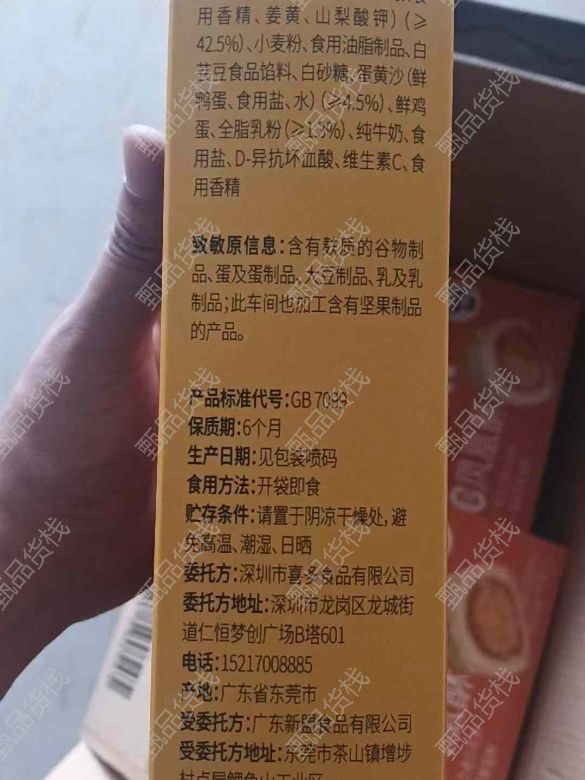 用香精、姜黄、山梨酸钾)(≥
42.5%)、小麦粉、食用油脂制品、白
芸豆食品馅料、白砂糖、蛋黄沙(鲜
鸭蛋、食用盐、水)(≥4.5%)、鲜鸡
蛋、全脂乳粉(≥1.3%)、纯牛奶、食
用盐、D-异抗坏血酸、维生素C、食
用香精
致敏原信息:含有麸质的谷物制
品、蛋及蛋制品,大豆制品、乳及乳
制品;此车间也加工含有坚果制品
的产品。
产品标准代号:GB 7099
保质期:6个月
生产日期:见包装喷码
食用方法:开袋即食
贮存条件:请置于阴凉干燥处,避
免高温、潮湿、日晒
委托方:深圳市喜多食品有限公司
委托方地址:深圳市龙岗区龙城街
道仁恒梦创广场B塔601
电话:15217008885
产地:广东省东莞市
受委托方:广东新盟食品有限公司
受委托方地址:东莞市茶山镇增埗
甄品货栈